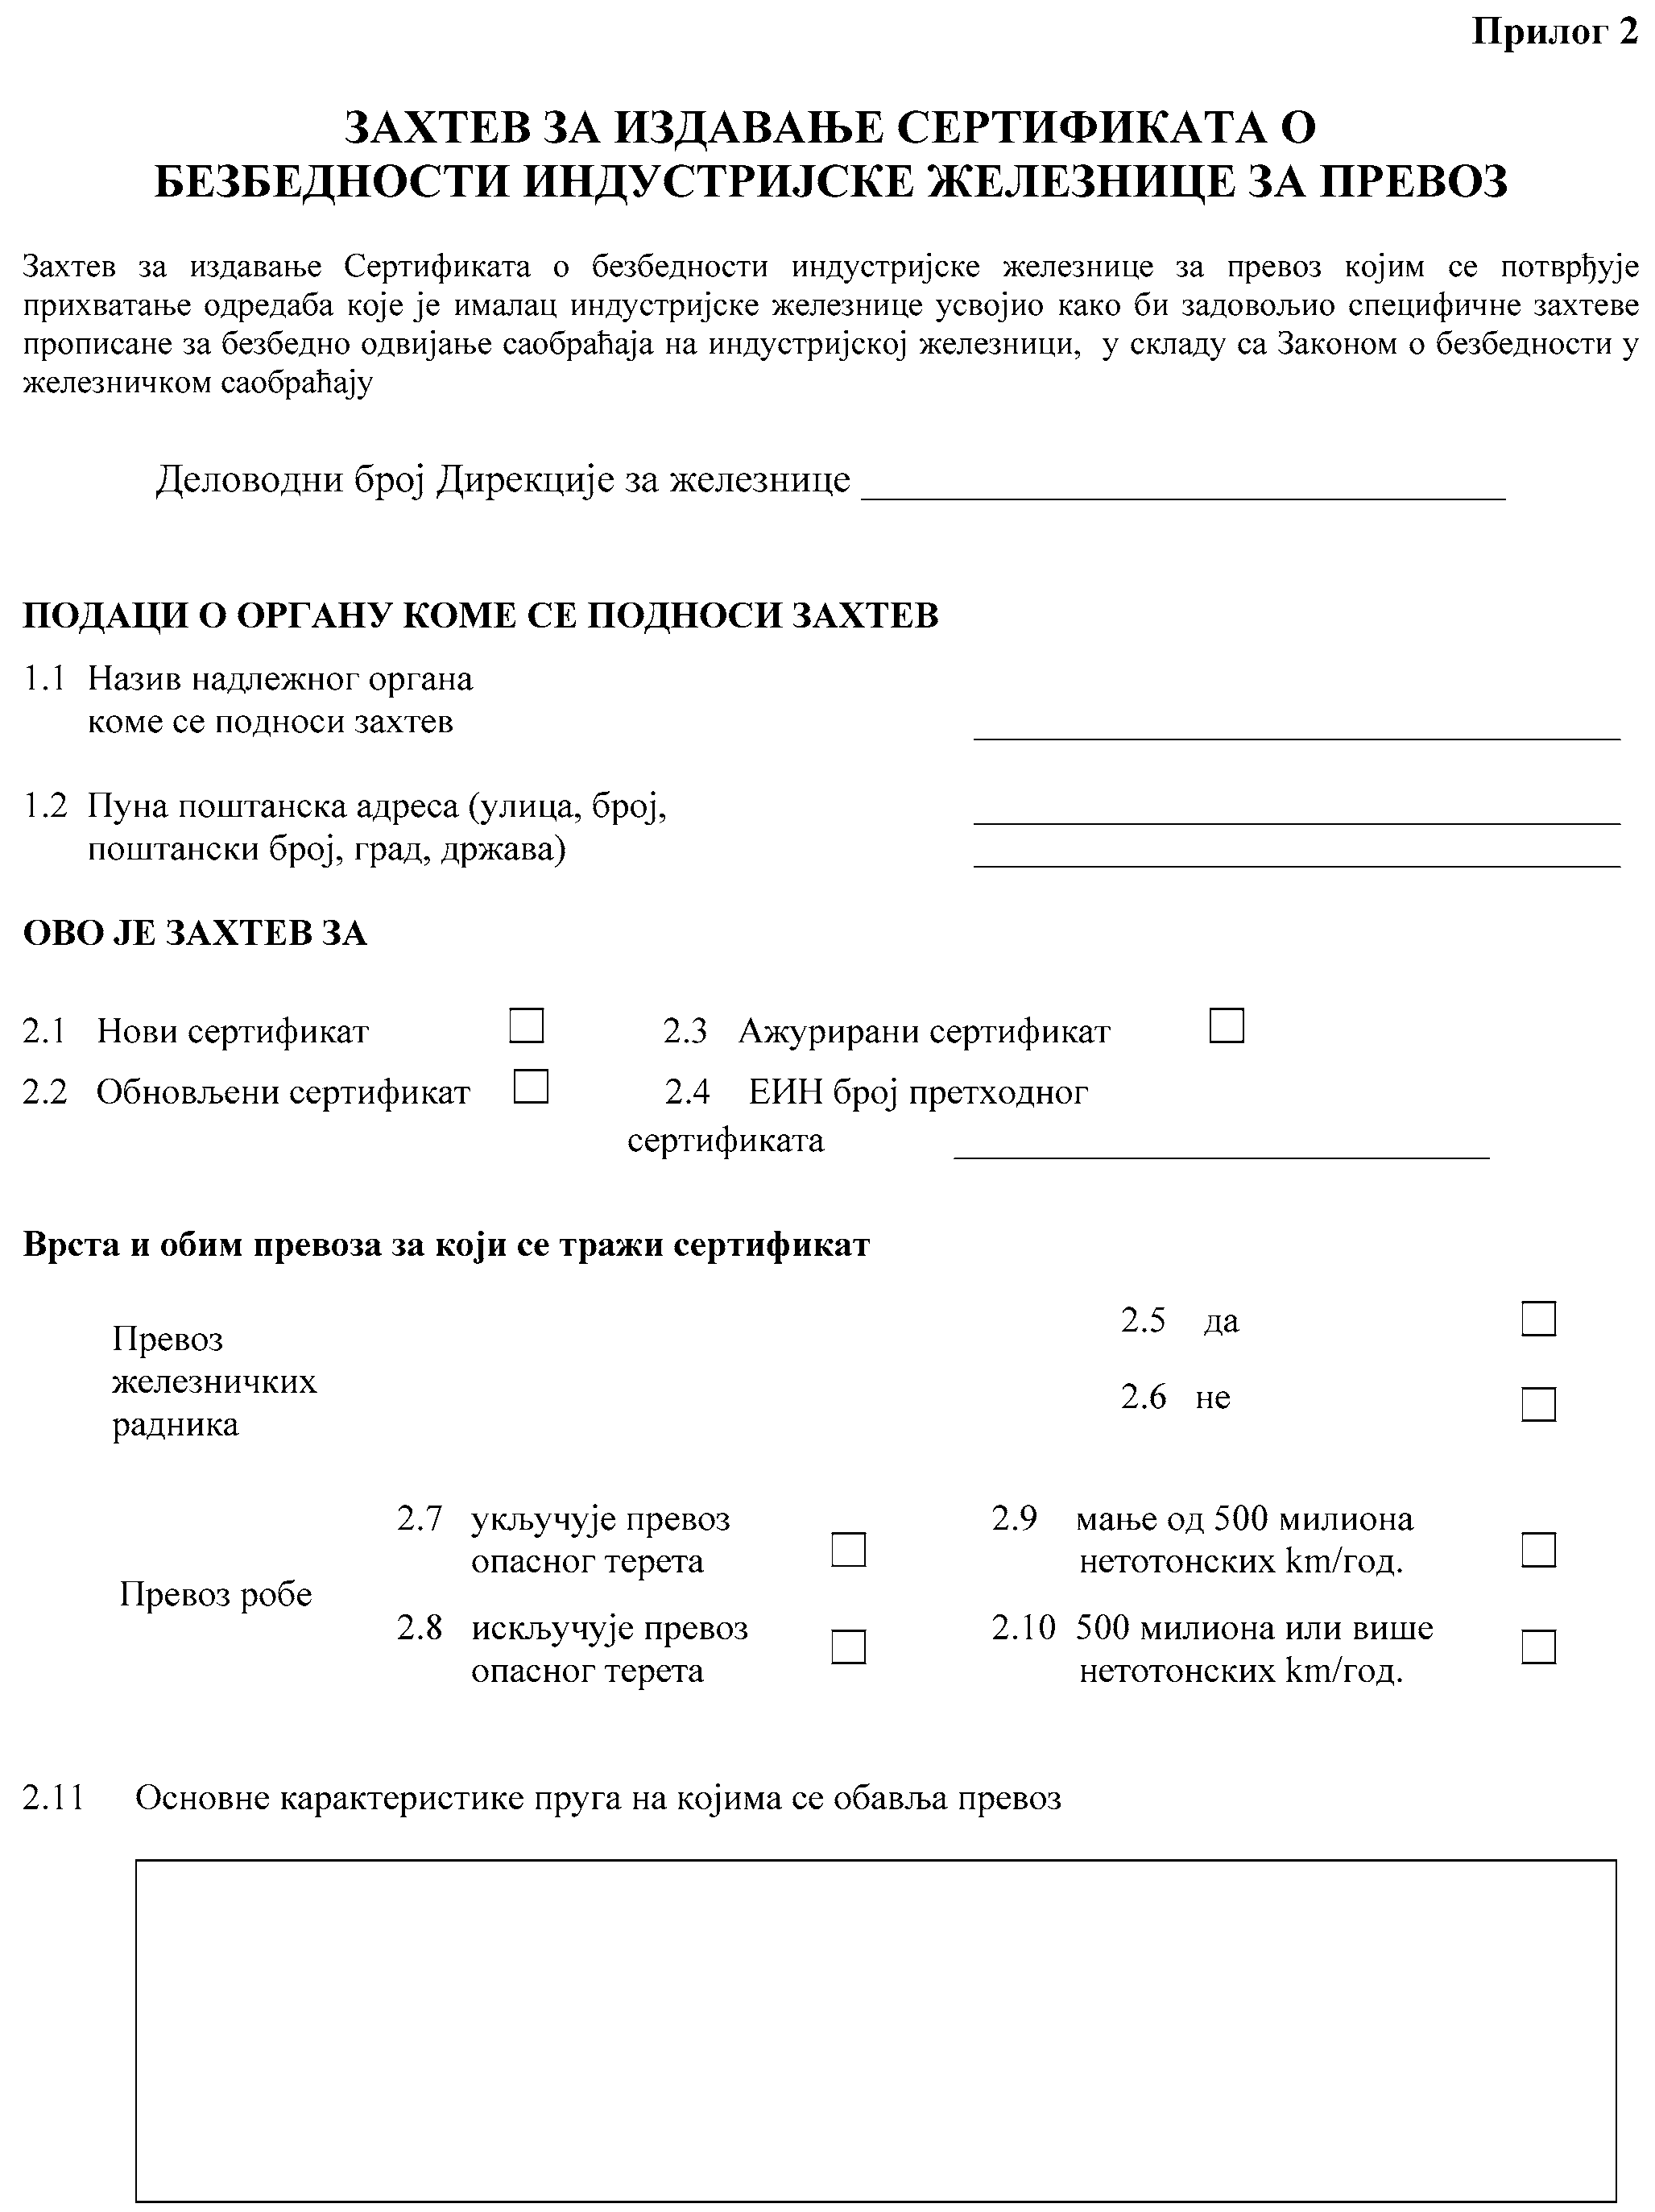 Прилог 2
ЗАХТЕВ ЗА ИЗДАВАЊЕ СЕРТИФИКАТА О
БЕЗБЕДНОСТИ ИНДУСТРИЈСКЕ ЖЕЛЕЗНИЦЕ ЗА ПРЕВОЗ
Захтев за издавање Сертификата о безбедности индустријске железнице за превоз којим се потврђује
прихватање одредаба које је ималац индустријске железнице усвојио како би задовољио специфичне захтеве
прописане за безбедно одвијање саобраћаја на индустријској железници, у складу са Законом о безбедности у
железничком саобраћају
Деловодни број Дирекције за железнице
ПОДАЦИ О ОРГАНУ КОМЕ СЕ ПОДНОСИ ЗАХТЕВ
1.1 Назив надлежног органа
коме се подноси захтев
1.2 Пуна поштанска адреса (улица, број,
поштански број, град, држава)
ОВО ЈЕ ЗАХТЕВ ЗА
2.1 Нови сертификат 2.3 Ажурирани сертификат
2.2 Обновљени сертификат 2.4 ЕИН број претходног
сертификата
Врста и обим превоза за који се тражи сертификат
2.5 да
Превоз
железничких
2.6 не
радника
2.7 укључује превоз 2.9 мање од 500 милиона
опасног терета нетотонских km/год.
Превоз робе
2.8 искључује превоз 2.10 500 милиона или више
опасног терета нетотонских km/год.
2.11 Основне карактеристике пруга на којима се обавља превоз